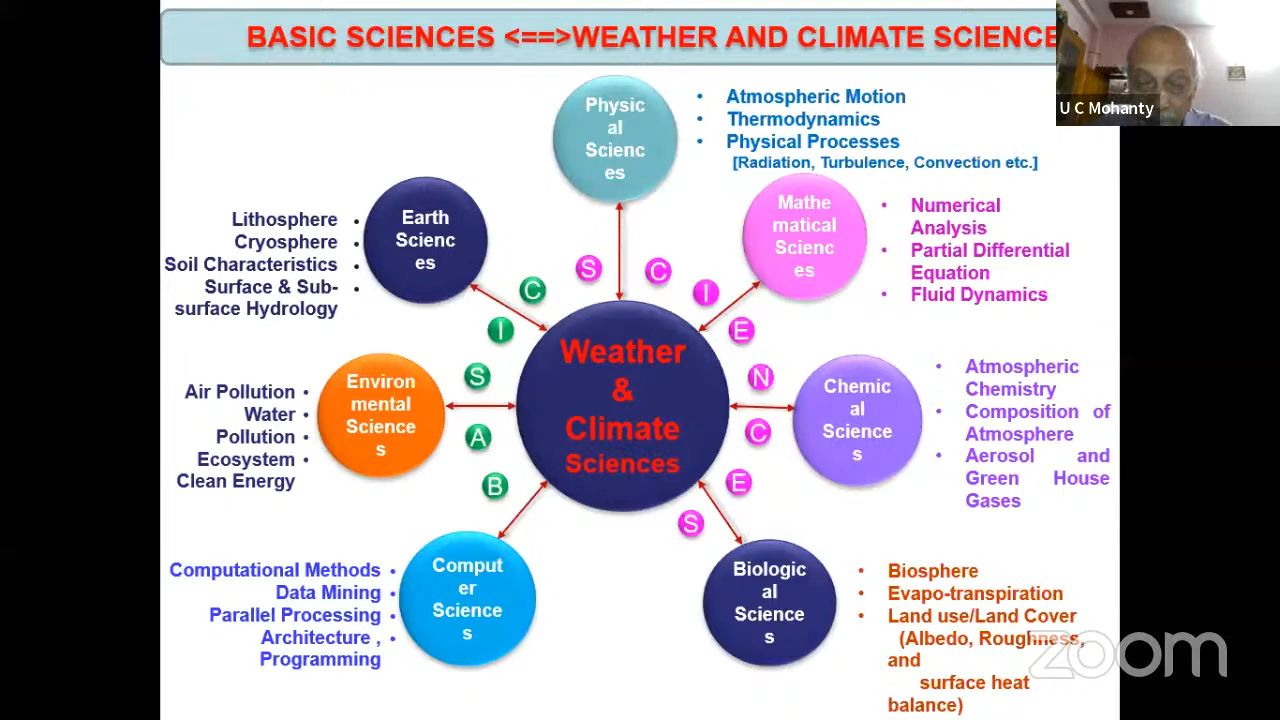 BASIC SCIENCES <==>WEATHER AND CLIMATE SCIENCE
U C Mohanty
Physic
al
Scienc
es
• Atmospheric Motion
• Thermodynamics
• Physical Processes
[Radiation, Turbulence, Convection etc.]
Earth
Scienc
es
Lithosphere •
Cryosphere •
Soil Characteristics •
Surface & Sub- •
surface Hydrology
Mathe
matical
Scienc
es
• Numerical
Analysis
• Partial Differential
Equation
• Fluid Dynamics
B A S I C S C I E N C E S
Weather
&
Climate
Sciences
Environ
mental
Science
s
Air Pollution •
Water •
Pollution •
Ecosystem •
Clean Energy
Chemic
al
Science
s
• Atmospheric
Chemistry
• Composition of
Atmosphere
• Aerosol and
Green House
Gases
Comput
er
Science
s
Computational Methods •
Data Mining •
Parallel Processing •
Architecture , •
Programming
Biologic
al
Science
s
• Biosphere
• Evapo-transpiration
• Land use/Land Cover
(Albedo, Roughness,
and
surface heat
balance)
zoom